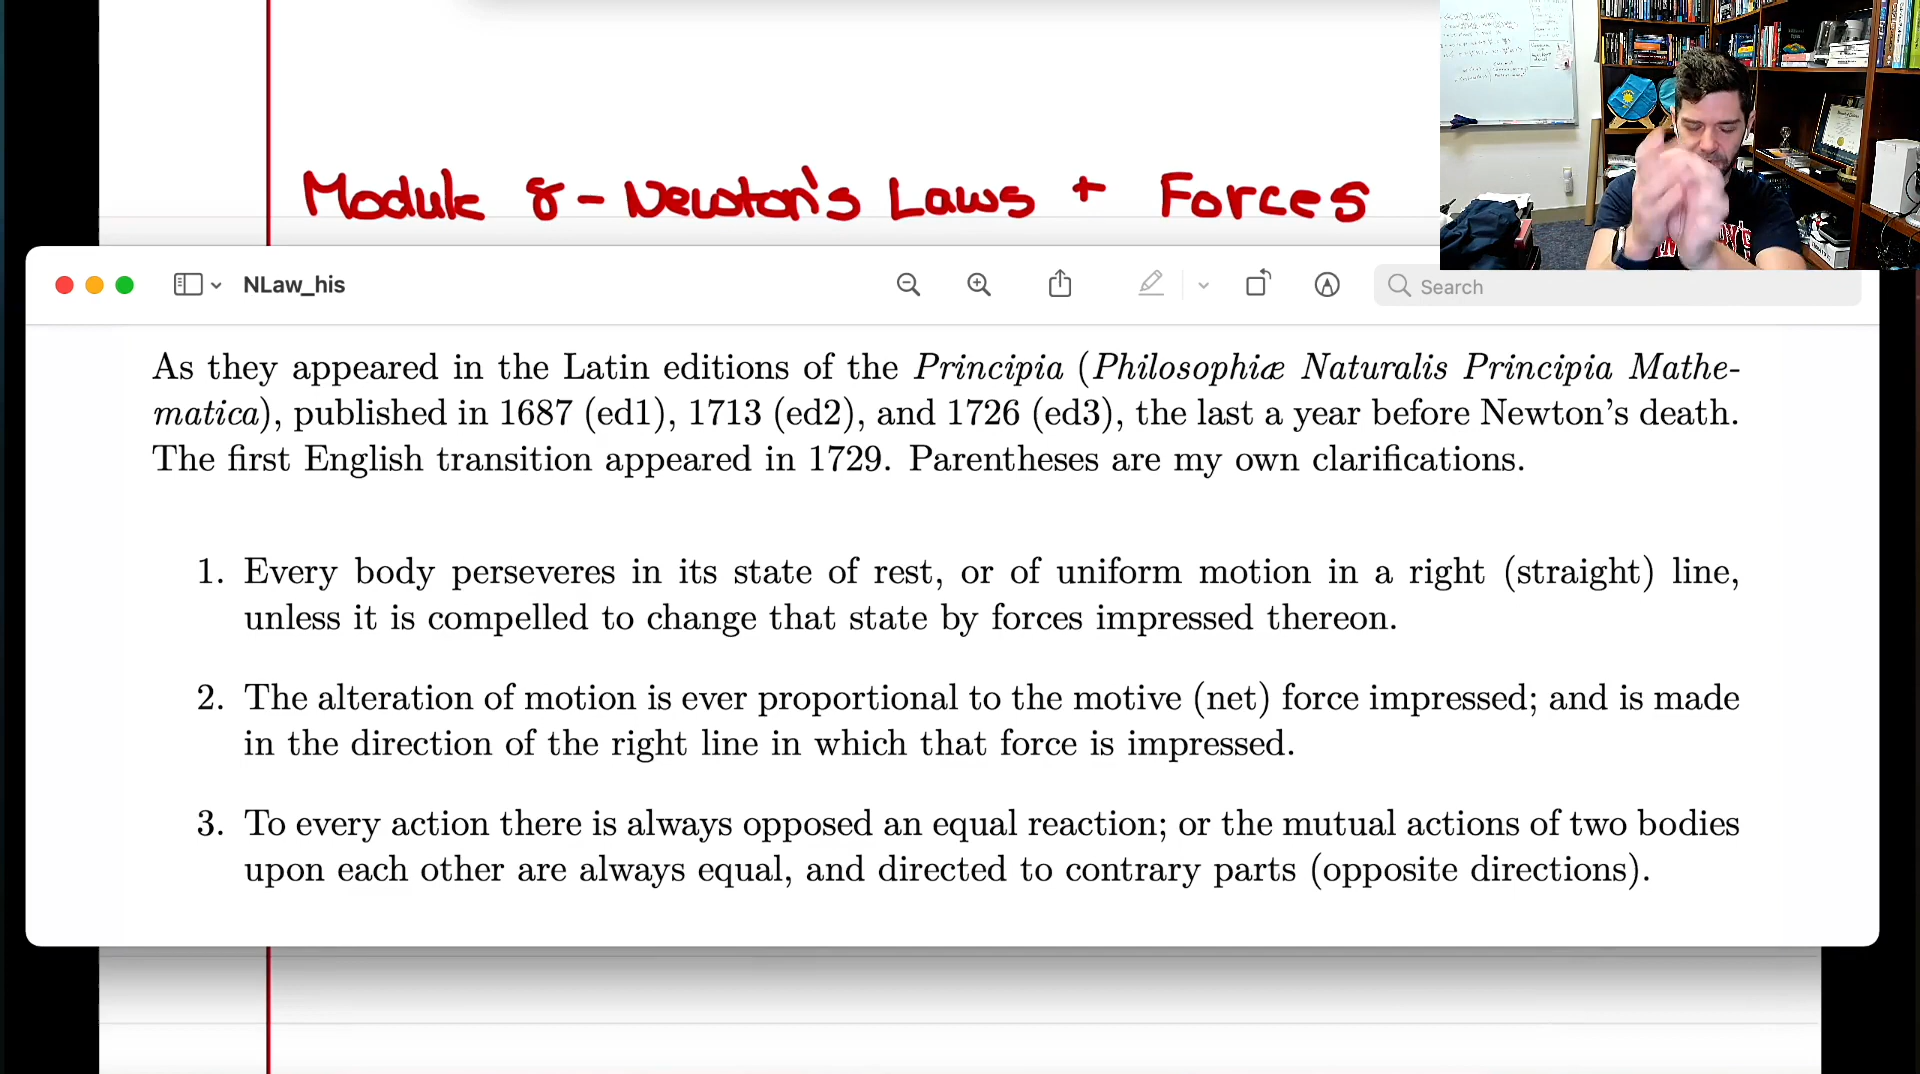 Module 8 - Newton's Laws + Forces
NLaw_his
Search
As they appeared in the Latin editions of the Principia (Philosophiæ Naturalis Principia Mathe-
matica), published in 1687 (ed1), 1713 (ed2), and 1726 (ed3), the last a year before Newton’s death.
The first English transition appeared in 1729. Parentheses are my own clarifications.
1. Every body perseveres in its state of rest, or of uniform motion in a right (straight) line,
unless it is compelled to change that state by forces impressed thereon.
2. The alteration of motion is ever proportional to the motive (net) force impressed; and is made
in the direction of the right line in which that force is impressed.
3. To every action there is always opposed an equal reaction; or the mutual actions of two bodies
upon each other are always equal, and directed to contrary parts (opposite directions).